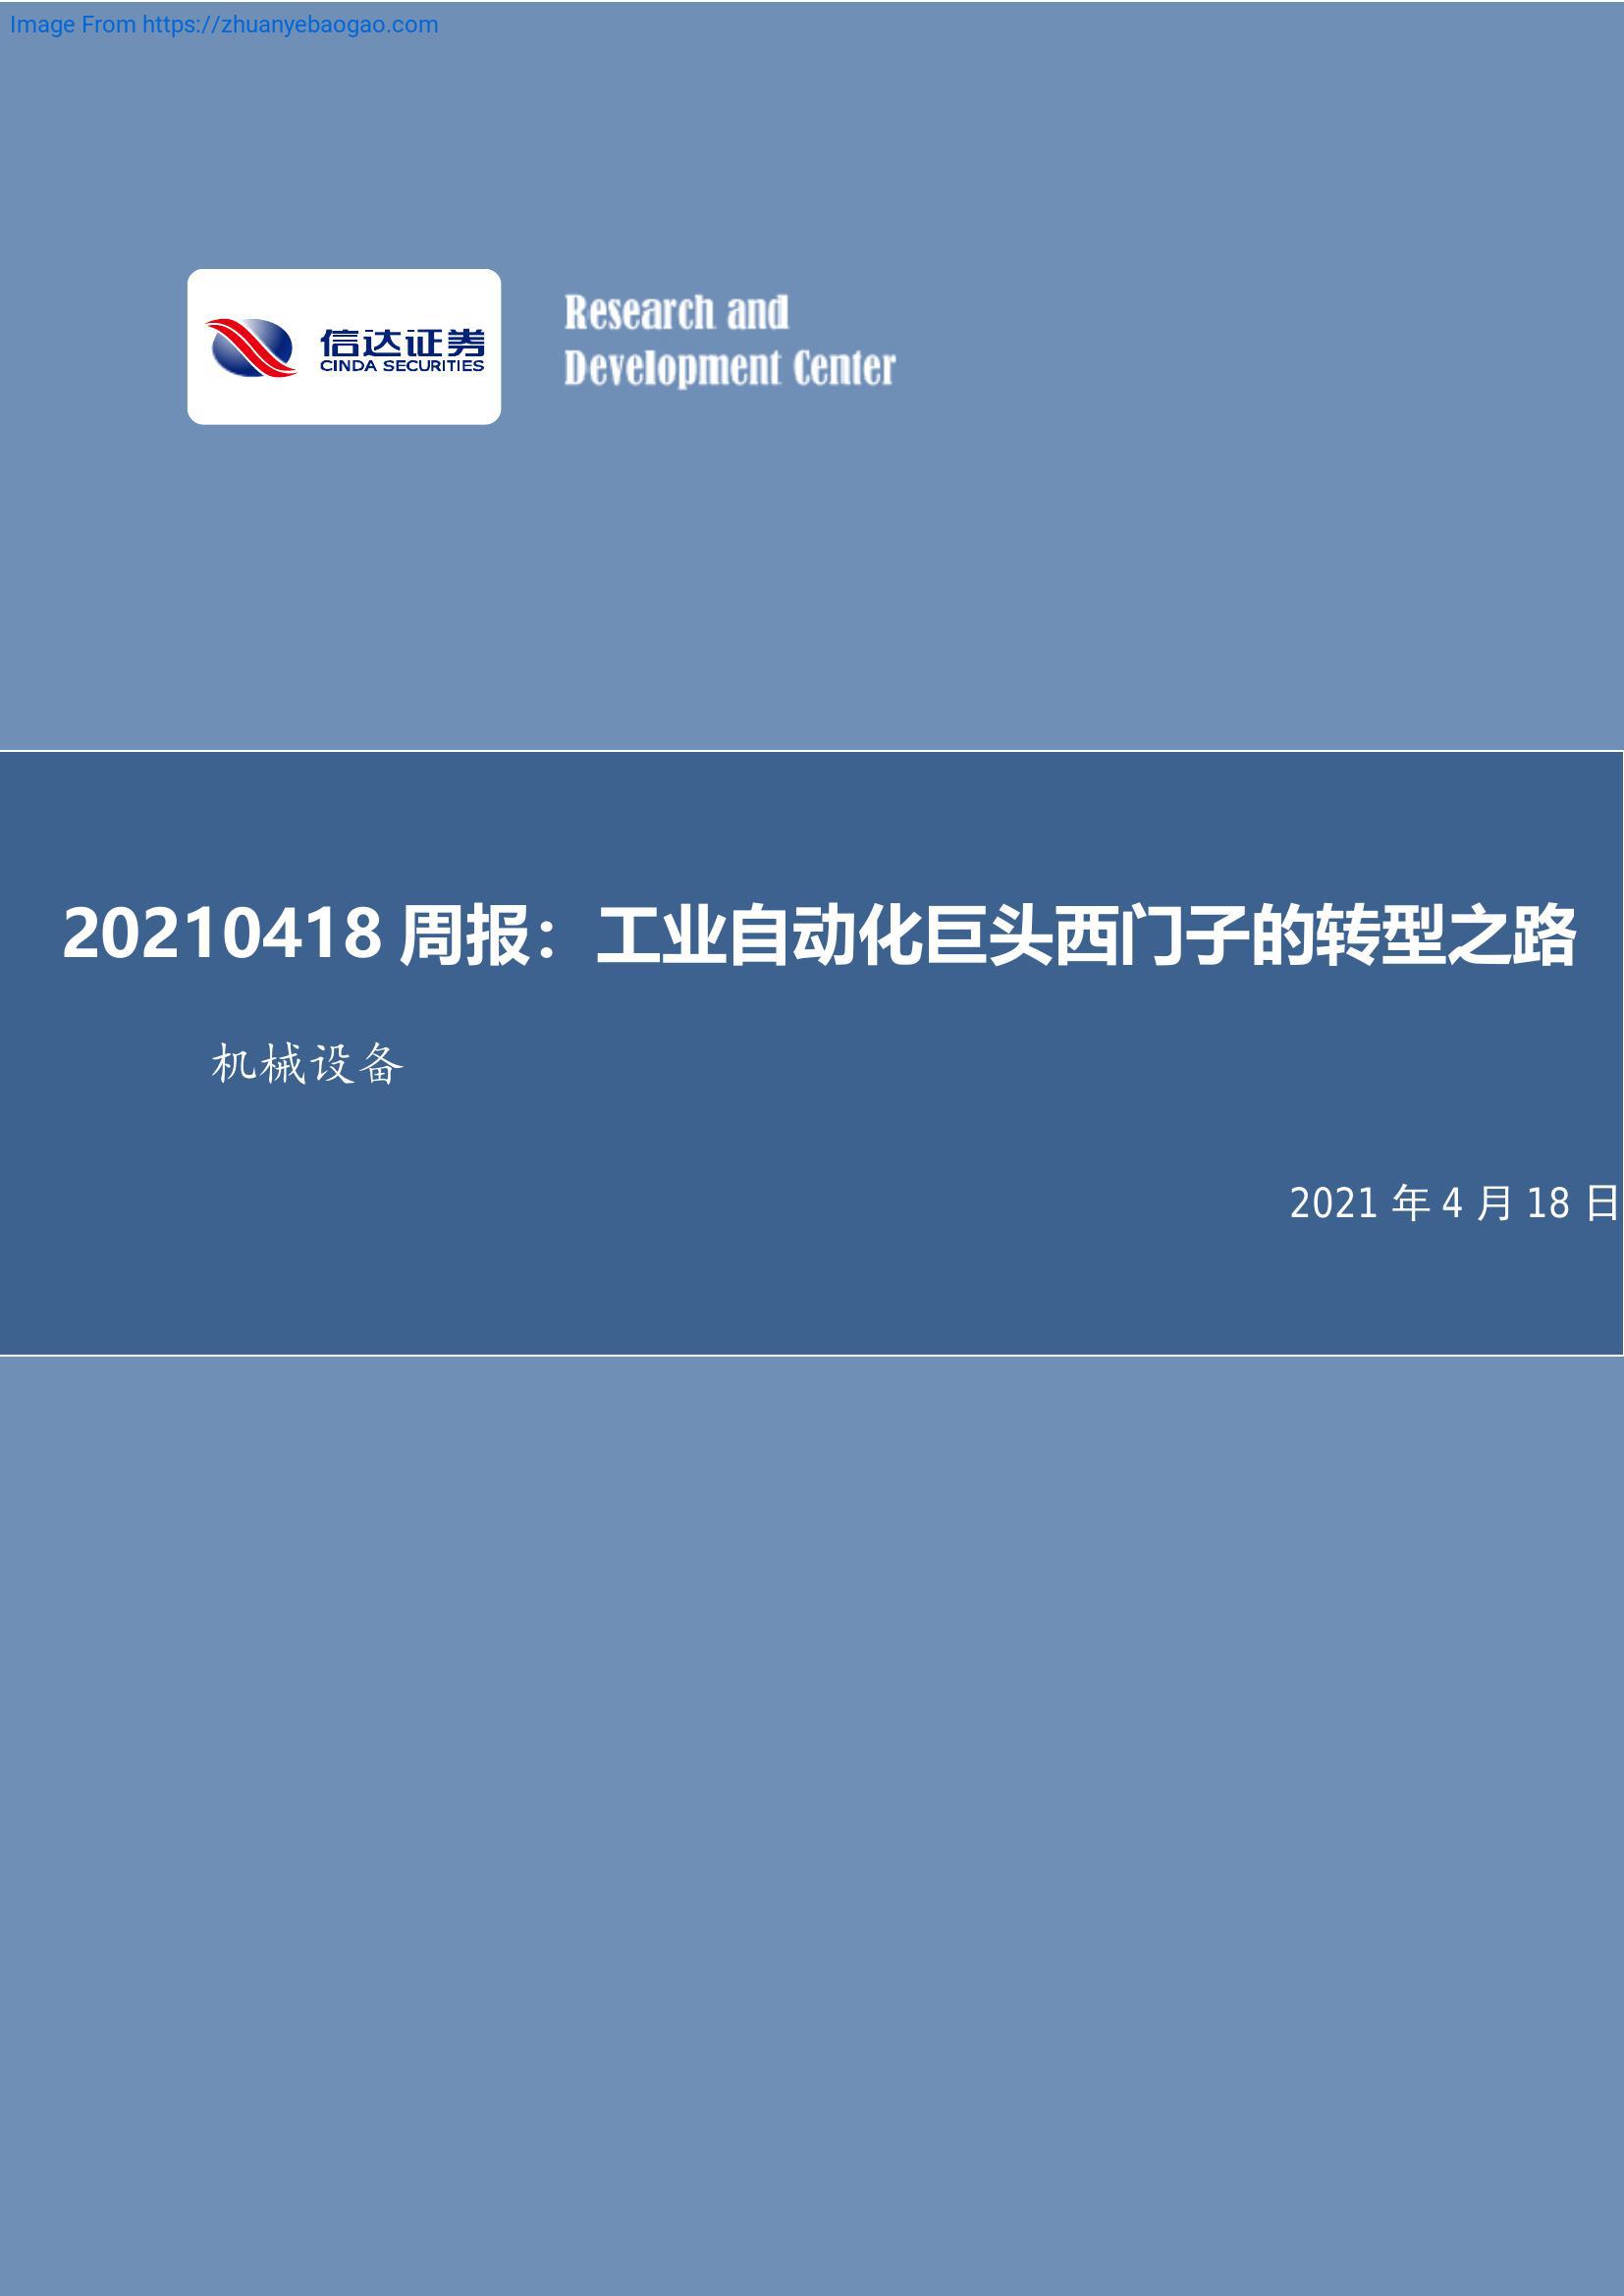 Image From https://zhuanyebaogao.com
信达证券
CINDA SECURITIES
Research and
Development Center
20210418 周报：工业自动化巨头西门子的转型之路
机械设备
2021 年 4 月 18 日